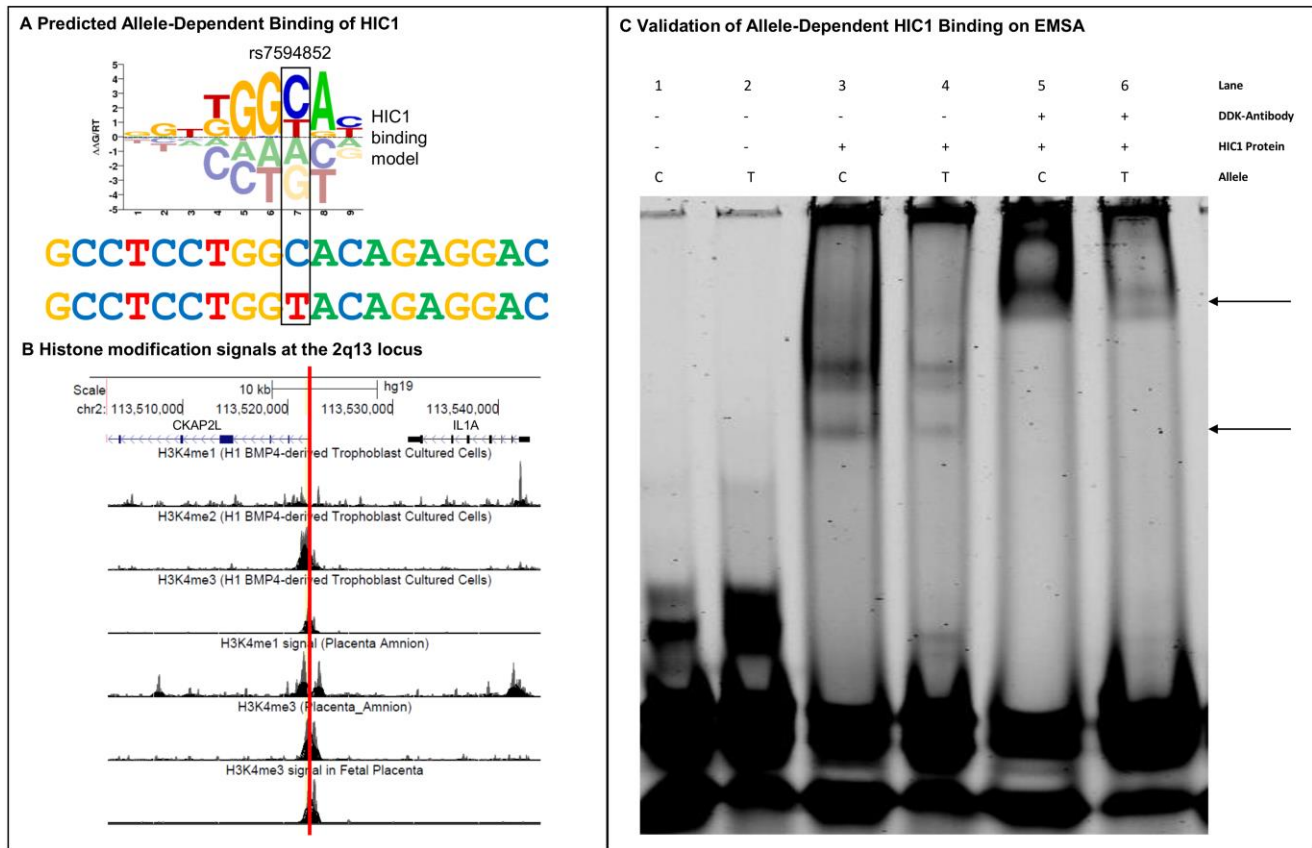 A Predicted Allele-Dependent Binding of HIC1
rs7594852
5
4
3
2
1
0
-1
-2
-3
-4
-5
ΔΔG/RT
1 2 3 4 5 6 7 8 9
HIC1
binding
model
GCCTCCTGGCACAGAGGAC
GCCTCCTGGTACAGAGGAC
B Histone modification signals at the 2q13 locus
Scale 10 kb hg19
chr2: 113,510,000 113,520,000 113,530,000 113,540,000
CKAP2L IL1A
H3K4me1 (H1 BMP4-derived Trophoblast Cultured Cells)
H3K4me2 (H1 BMP4-derived Trophoblast Cultured Cells)
H3K4me3 (H1 BMP4-derived Trophoblast Cultured Cells)
H3K4me1 signal (Placenta Amnion)
H3K4me3 (Placenta_Amnion)
H3K4me3 signal in Fetal Placenta
C Validation of Allele-Dependent HIC1 Binding on EMSA
1 2 3 4 5 6 Lane
- - - - + + DDK-Antibody
- - + + + + HIC1 Protein
C T C T C T Allele